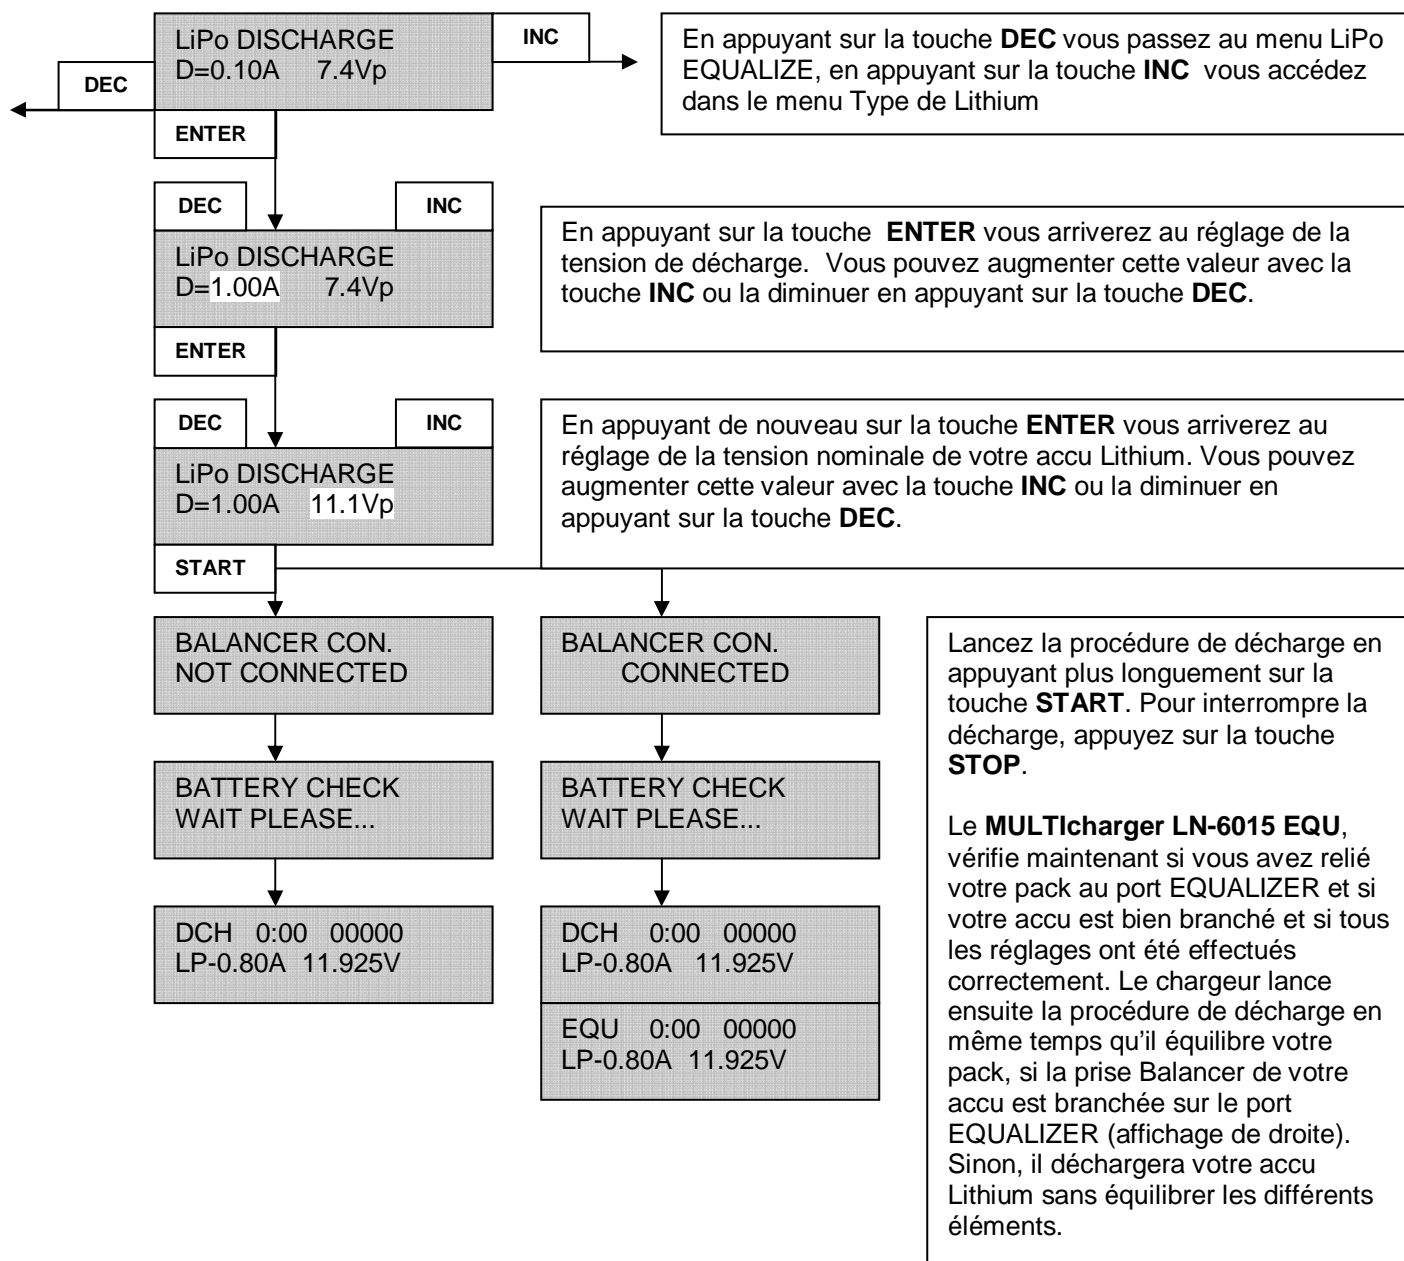 LiPo DISCHARGE
D=0.10A 7.4Vp
INC
DEC
ENTER
En appuyant sur la touche DEC vous passez au menu LiPo
EQUALIZE, en appuyant sur la touche INC vous accédez
dans le menu Type de Lithium
DEC
INC
LiPo DISCHARGE
D=1.00A 7.4Vp
ENTER
En appuyant sur la touche ENTER vous arriverez au réglage de la
tension de décharge. Vous pouvez augmenter cette valeur avec la
touche INC ou la diminuer en appuyant sur la touche DEC.
DEC
INC
LiPo DISCHARGE
D=1.00A 11.1Vp
START
En appuyant de nouveau sur la touche ENTER vous arriverez au
réglage de la tension nominale de votre accu Lithium. Vous pouvez
augmenter cette valeur avec la touche INC ou la diminuer en
appuyant sur la touche DEC.
BALANCER CON.
NOT CONNECTED
BATTERY CHECK
WAIT PLEASE...
DCH 0:00 00000
LP-0.80A 11.925V
BALANCER CON.
CONNECTED
BATTERY CHECK
WAIT PLEASE...
DCH 0:00 00000
LP-0.80A 11.925V
EQU 0:00 00000
LP-0.80A 11.925V
Lancez la procédure de décharge en
appuyant plus longuement sur la
touche START. Pour interrompre la
décharge, appuyez sur la touche
STOP.
Le MULTIcharger LN-6015 EQU,
vérifie maintenant si vous avez relié
votre pack au port EQUALIZER et si
votre accu est bien branché et si tous
les réglages ont été effectués
correctement. Le chargeur lance
ensuite la procédure de décharge en
même temps qu'il équilibre votre
pack, si la prise Balancer de votre
accu est branchée sur le port
EQUALIZER (affichage de droite).
Sinon, il déchargera votre accu
Lithium sans équilibrer les différents
éléments.